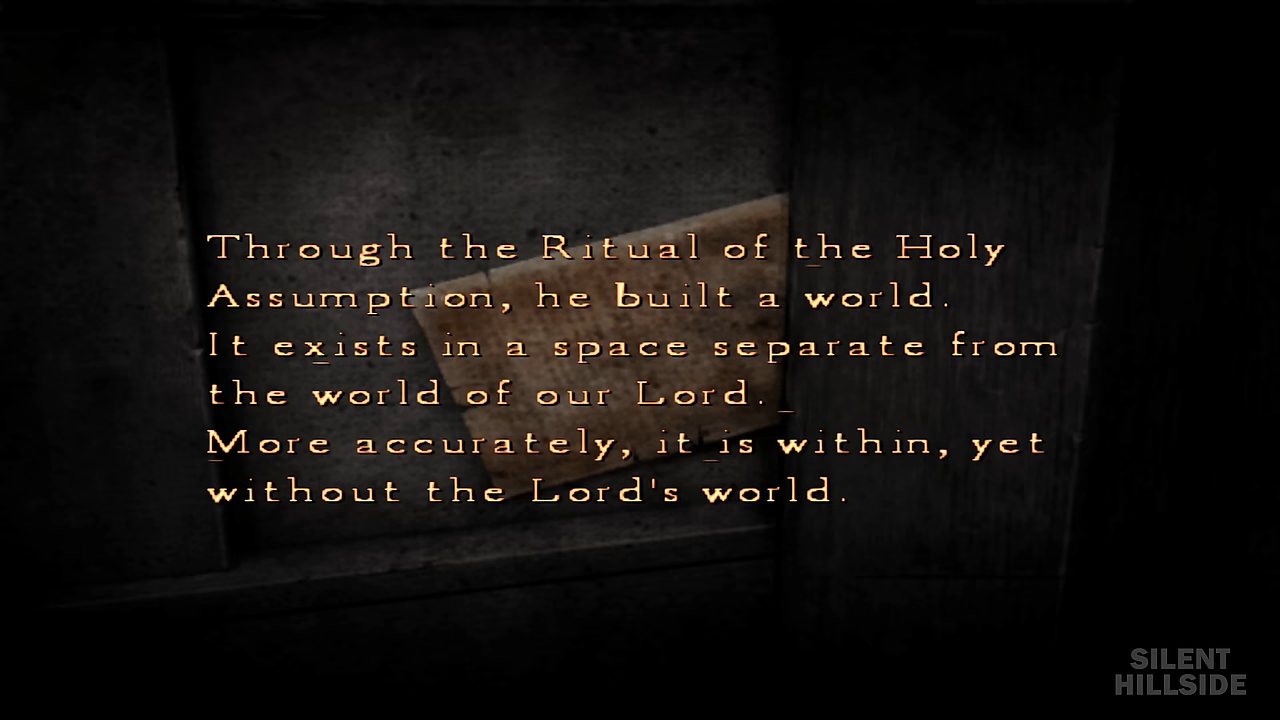 Through the Ritual of the Holy
Assumption, he built a world.
It exists in a space separate from
the world of our Lord.
More accurately, it is within, yet
without the Lord's world.
SILENT
HILLSIDE